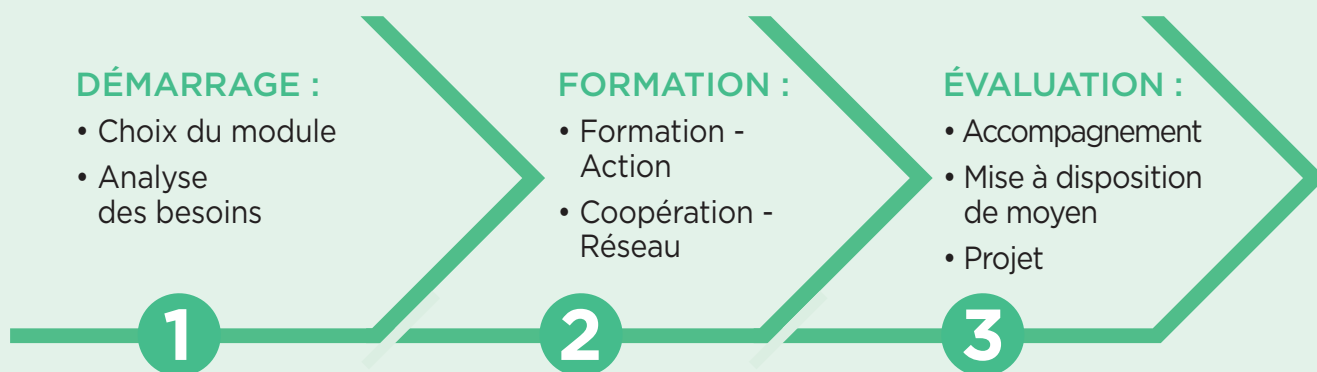 DÉMARRAGE :
• Choix du module
• Analyse
des besoins
1
FORMATION :
• Formation -
Action
• Coopération -
Réseau
2
ÉVALUATION :
• Accompagnement
• Mise à disposition
de moyen
• Projet
3